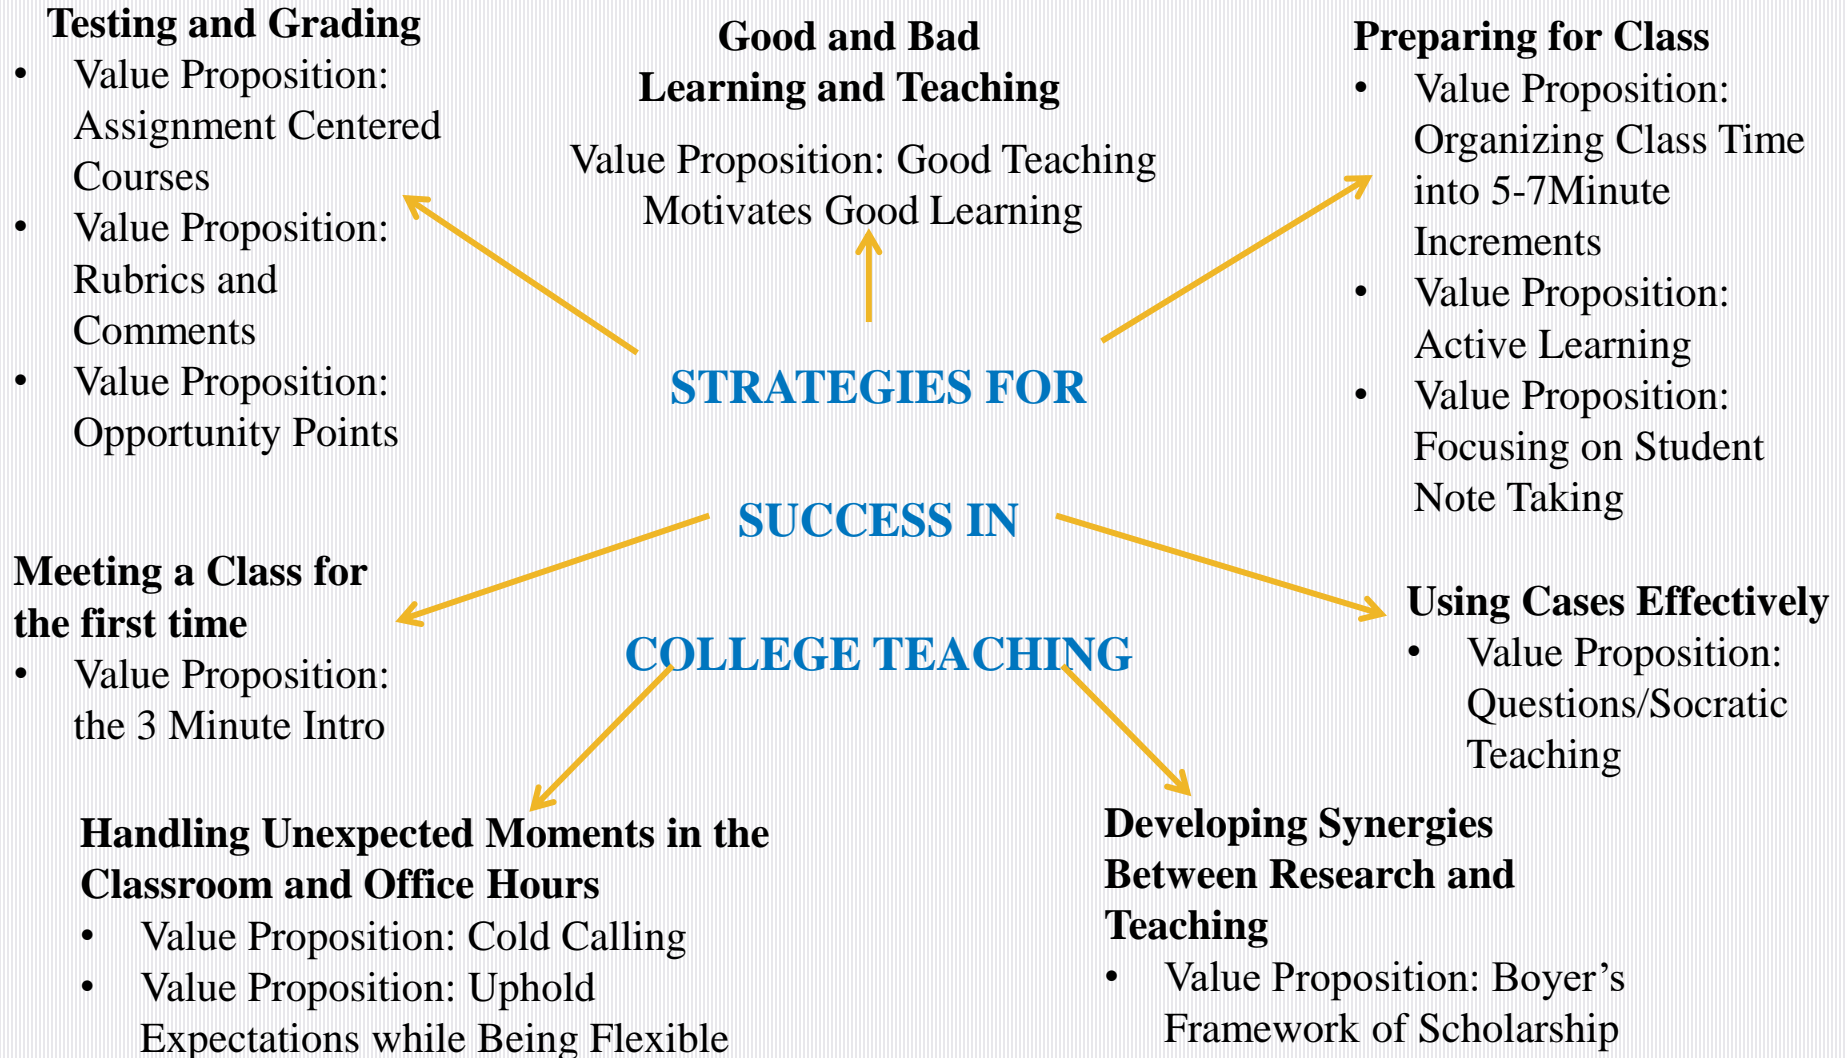 Testing and Grading
• Value Proposition:
Assignment Centered
Courses
• Value Proposition:
Rubrics and
Comments
• Value Proposition:
Opportunity Points
Good and Bad
Learning and Teaching
Value Proposition: Good Teaching
Motivates Good Learning
Preparing for Class
• Value Proposition:
Organizing Class Time
into 5-7Minute
Increments
• Value Proposition:
Active Learning
• Value Proposition:
Focusing on Student
Note Taking
STRATEGIES FOR
SUCCESS IN
COLLEGE TEACHING
Meeting a Class for
the first time
• Value Proposition:
the 3 Minute Intro
Using Cases Effectively
• Value Proposition:
Questions/Socratic
Teaching
Handling Unexpected Moments in the
Classroom and Office Hours
• Value Proposition: Cold Calling
• Value Proposition: Uphold
Expectations while Being Flexible
Developing Synergies
Between Research and
Teaching
• Value Proposition: Boyer’s
Framework of Scholarship